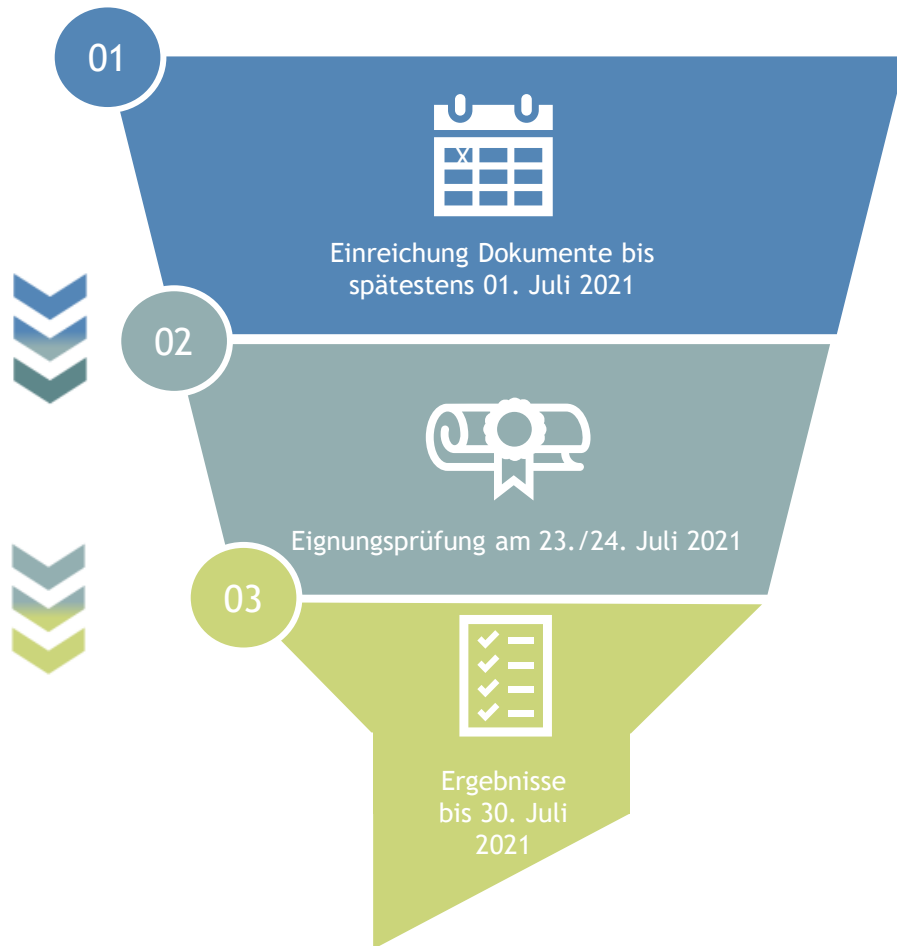 01
Einreichung Dokumente bis
spätestens 01. Juli 2021
02
Eignungsprüfung am 23./24. Juli 2021
03
Ergebnisse
bis 30. Juli
2021